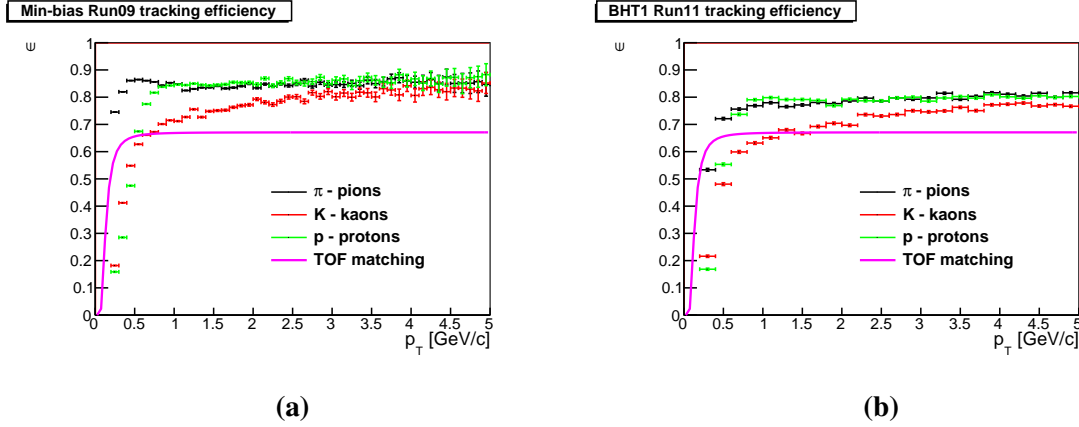 Min-bias Run09 tracking efficiency
ε
1
0.9
0.8
0.7
0.6
0.5
0.4
0.3
0.2
0.1
0
π - pions
K - kaons
p - protons
TOF matching
0 0.5 1 1.5 2 2.5 3 3.5 4 4.5 5
p_T [GeV/c]
(a)
BHT1 Run11 tracking efficiency
ε
1
0.9
0.8
0.7
0.6
0.5
0.4
0.3
0.2
0.1
0
π - pions
K - kaons
p - protons
TOF matching
0 0.5 1 1.5 2 2.5 3 3.5 4 4.5 5
p_T [GeV/c]
(b)